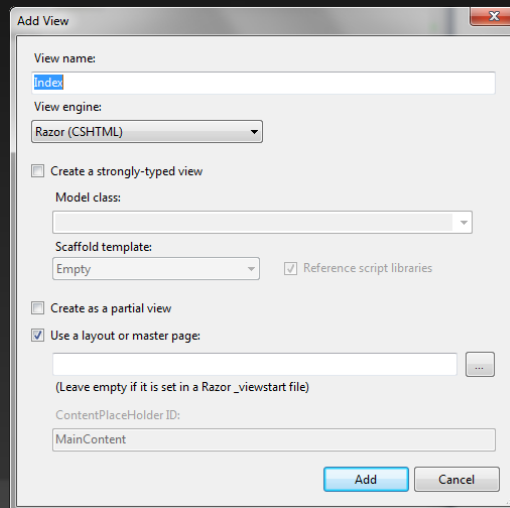 Add View
View name:
Index
View engine:
Razor (CSHTML)
Create a strongly-typed view
Model class:
Scaffold template:
Empty
Reference script libraries
Create as a partial view
Use a layout or master page:
...
(Leave empty if it is set in a Razor _viewstart file)
ContentPlaceHolder ID:
MainContent
Add
Cancel